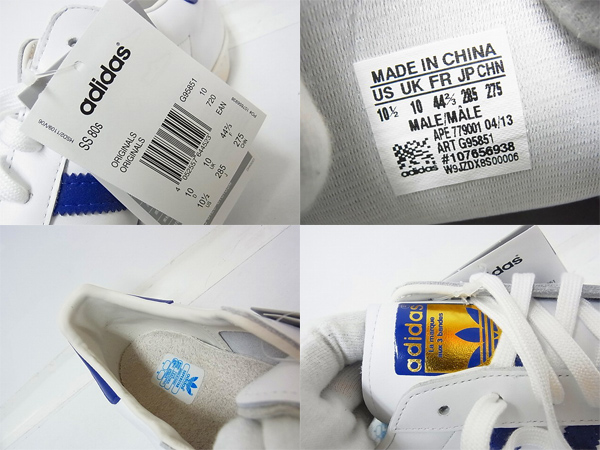 adidas
SS 80s
ORIGINALS
ORIGINALS
G95851
10
720
EAN
44⅔
F
275
10
UK
285
J
10
D
10½
MADE IN CHINA
US UK FR JP CHN
10½ 10 44⅔ 285 275
MALE/MALE
APE 779001 04/13
ART G95851
#107656938
W9JZDX8S00006
adidas
La marque
aux 3 bandes